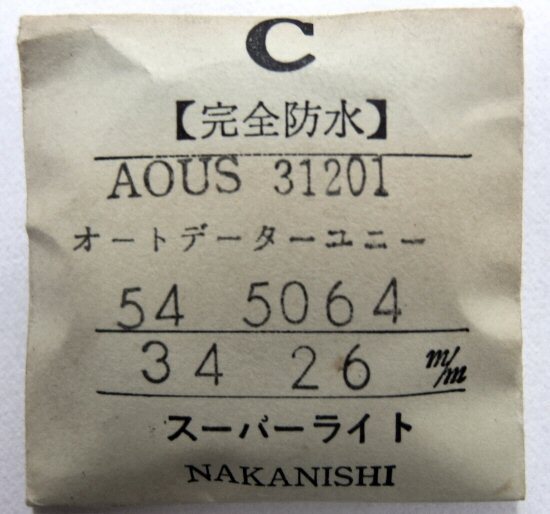 C
【完全防水】
AOUS 31201
オートデーターユニー
54 5064
34 26 m/m
スーパーライト
NAKANISHI